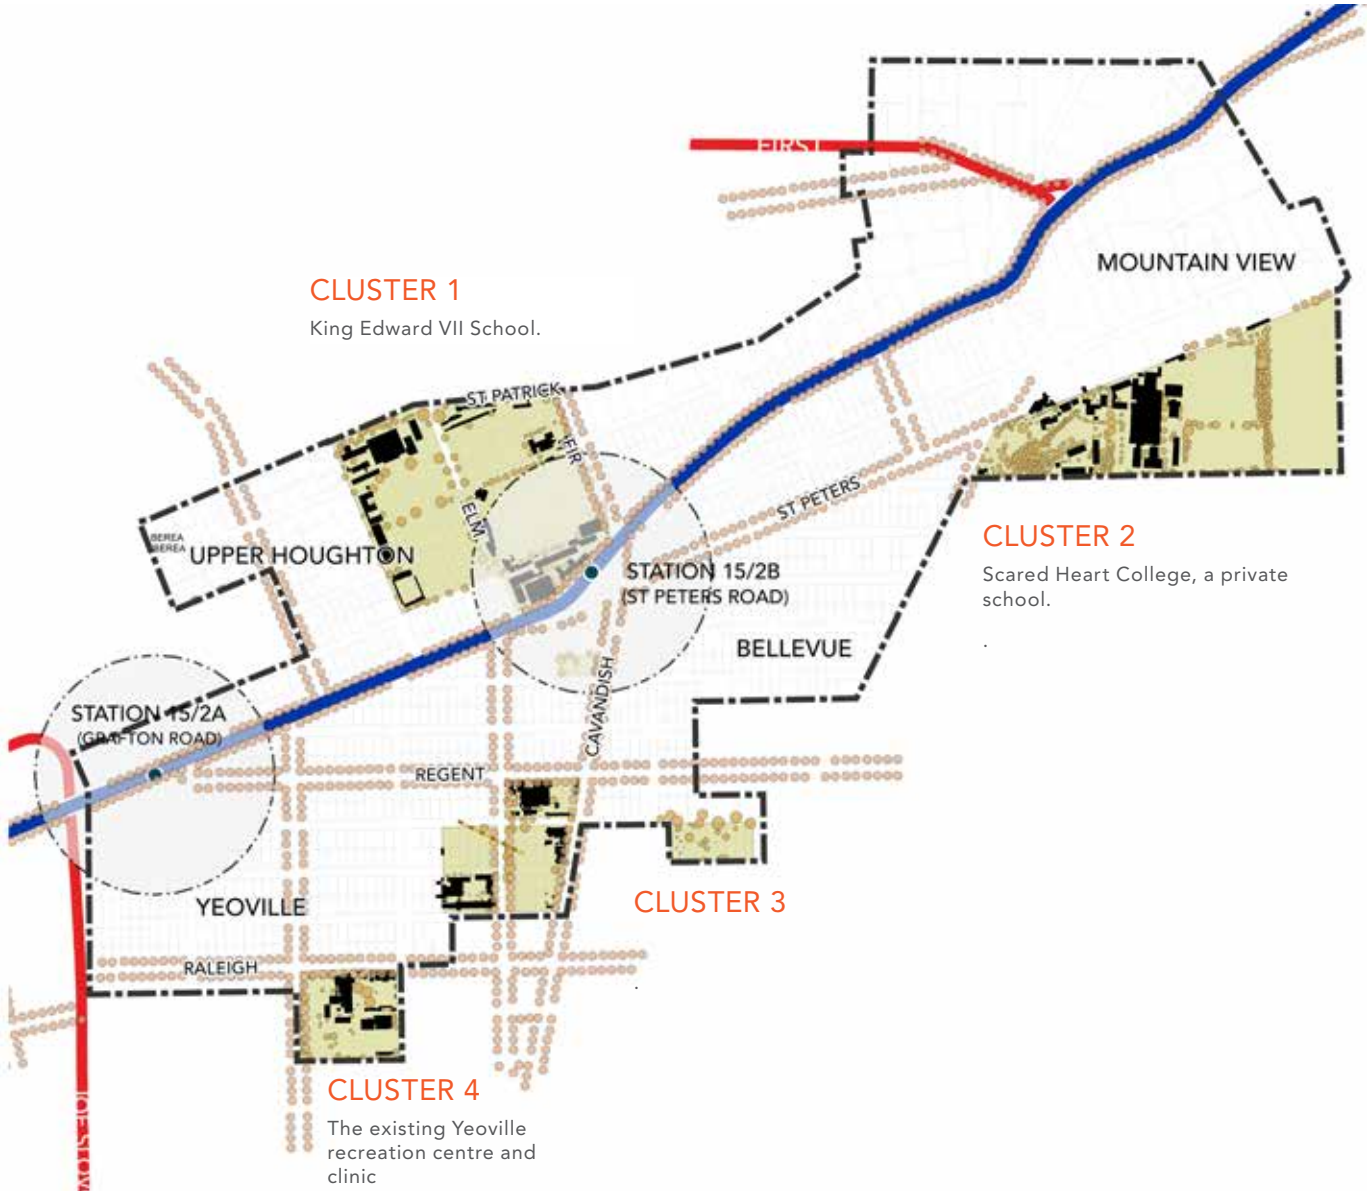 FIRST
MOUNTAIN VIEW
CLUSTER 1
King Edward VII School.
ST PATRICK
FIR
ELM
ST PETERS
BEREA
BEREA
UPPER HOUGHTON
CLUSTER 2
Scared Heart College, a private
school.
.
STATION 15/2B
(ST PETERS ROAD)
BELLEVUE
CAVANDISH
STATION 15/2A
(GRAFTON ROAD)
REGENT
YEOVILLE
CLUSTER 3
.
RALEIGH
CLUSTER 4
The existing Yeoville
recreation centre and
clinic